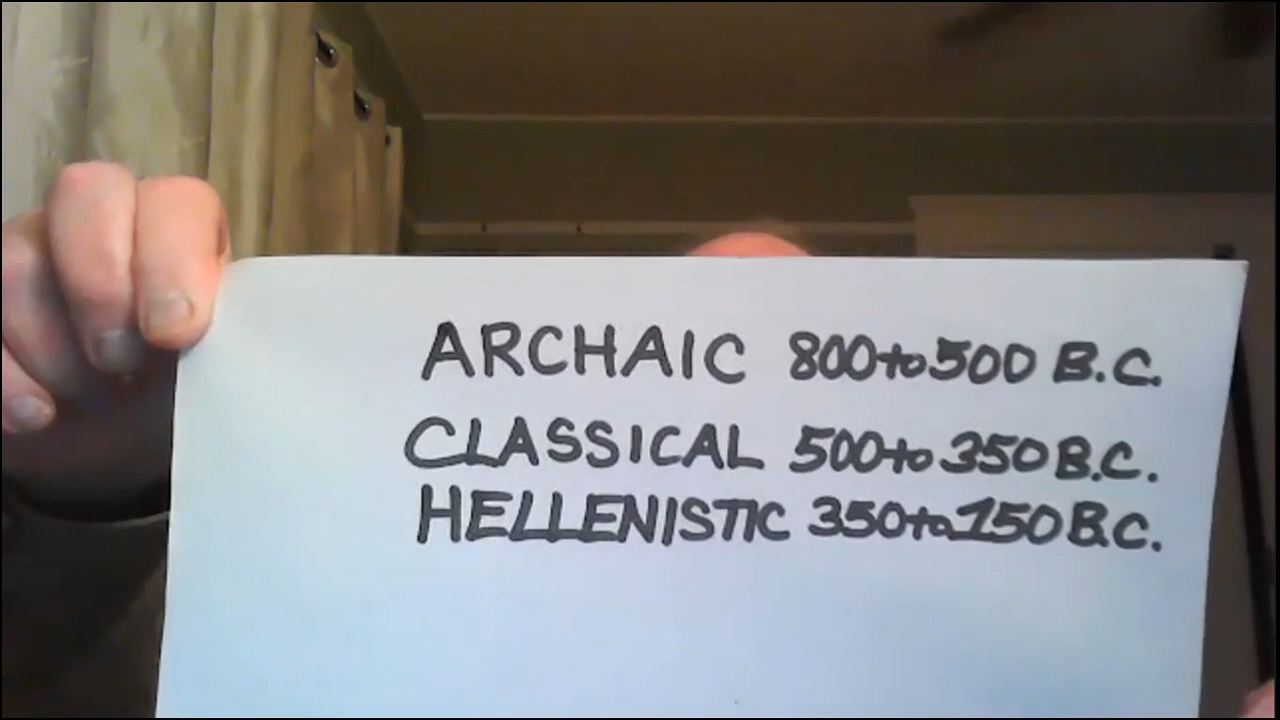 ARCHAIC 800 to 500 B.C.
CLASSICAL 500 to 350 B.C.
HELLENISTIC 350 to 150 B.C.